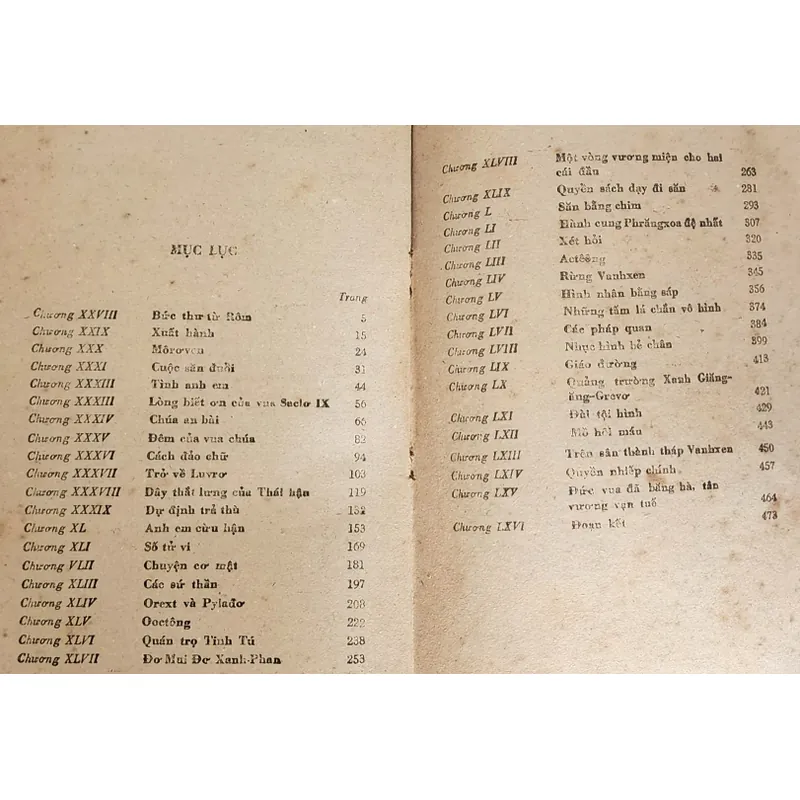 MỤC LỤC
Trang
Chương XXVIII Bức thư từ Rôm 5
Chương XXIX Xuất hành 15
Chương XXX Môrơven 24
Chương XXXI Cuộc săn đuổi 31
Chương XXXIII Tình anh em 44
Chương XXXIII Lòng biết ơn của vua Saclơ IX 56
Chương XXXIV Chúa an bài 66
Chương XXXV Đêm của vua chúa 82
Chương XXXVI Cách đảo chữ 94
Chương XXXVII Trở về Luvrơ 103
Chương XXXVIII Dây thắt lưng của Thái hậu 119
Chương XXXIX Dự định trả thù 132
Chương XL Anh em cừu hận 153
Chương XLI Số tử vi 169
Chương VLII Chuyện cơ mật 181
Chương XLIII Các sứ thần 197
Chương XLIV Orext và Pylađơ 208
Chương XLV Ooctông 222
Chương XLVI Quán trọ Tinh Tú 238
Chương XLVII Đơ Mui Đơ Xanh-Phan 253
Chương XLVIII Một vòng vương miện cho hai
cái đầu 263
Chương XLIX Quyển sách dạy đi săn 281
Chương L Săn bằng chim 293
Chương LI Hành cung Phrăngxoa đệ nhất 307
Chương LII Xét hỏi 320
Chương LIII Actêông 335
Chương LIV Rừng Vanhxen 345
Chương LV Hình nhân bằng sáp 356
Chương LVI Những tấm lá chắn vô hình 374
Chương LVII Các pháp quan 384
Chương LVIII Nhục hình bẻ chân 399
Chương LIX Giáo đường 413
Chương LX Quảng trường Xanh Giăng-
ăng-Grevơ 421
Chương LXI Đài tội hình 429
Chương LXII Mồ hôi máu 443
Chương LXIII Trên sân thành tháp Vanhxen 450
Chương LXIV Quyền nhiếp chính 457
Chương LXV Đức vua đã băng hà, tân
vương vạn tuế 464
Chương LXVI Đoạn kết 473